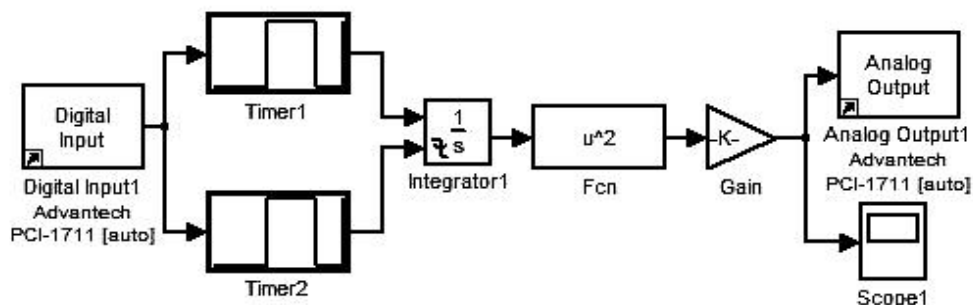 Digital
Input
Digital Input1
Advantech
PCI-1711 [auto]
Timer1
Timer2
1
s
Integrator1
u^2
Fcn
-K-
Gain
Analog
Output
Analog Output1
Advantech
PCI-1711 [auto]
Scope1